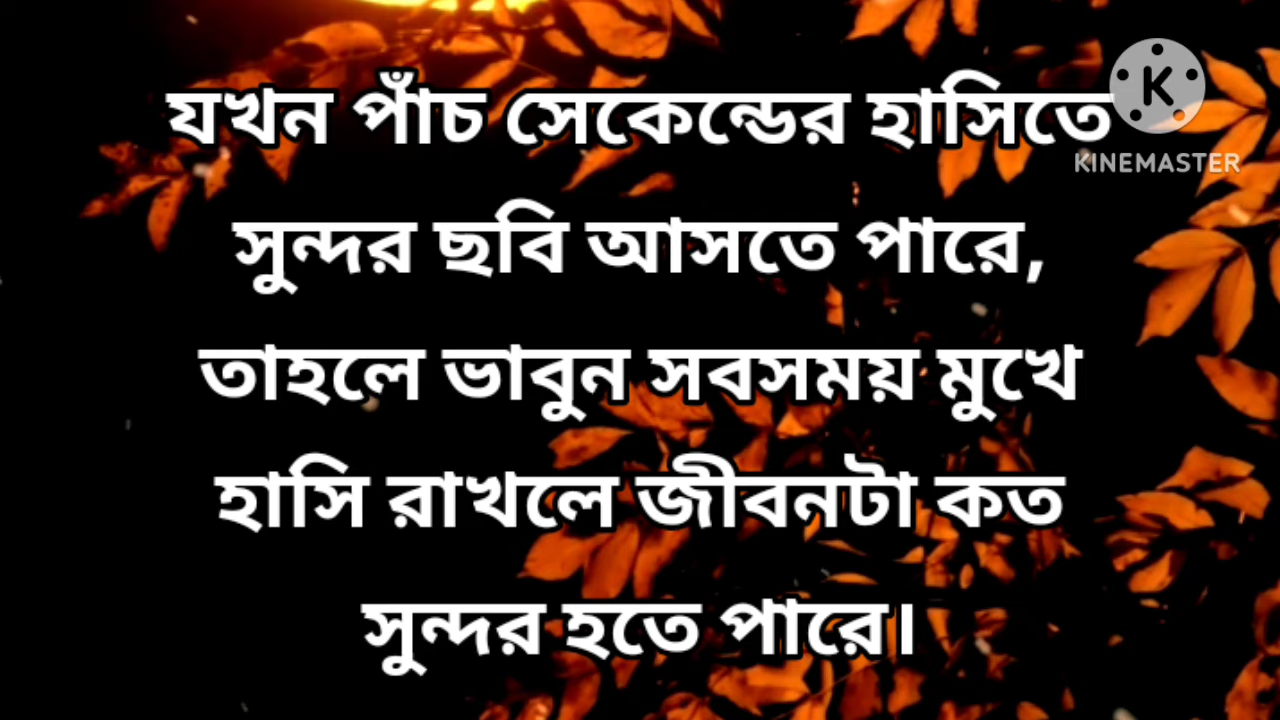 যখন পাঁচ সেকেন্ডের হাসিতে
KINEMASTER
সুন্দর ছবি আসতে পারে,
তাহলে ভাবুন সবসময় মুখে
হাসি রাখলে জীবনটা কত
সুন্দর হতে পারে।